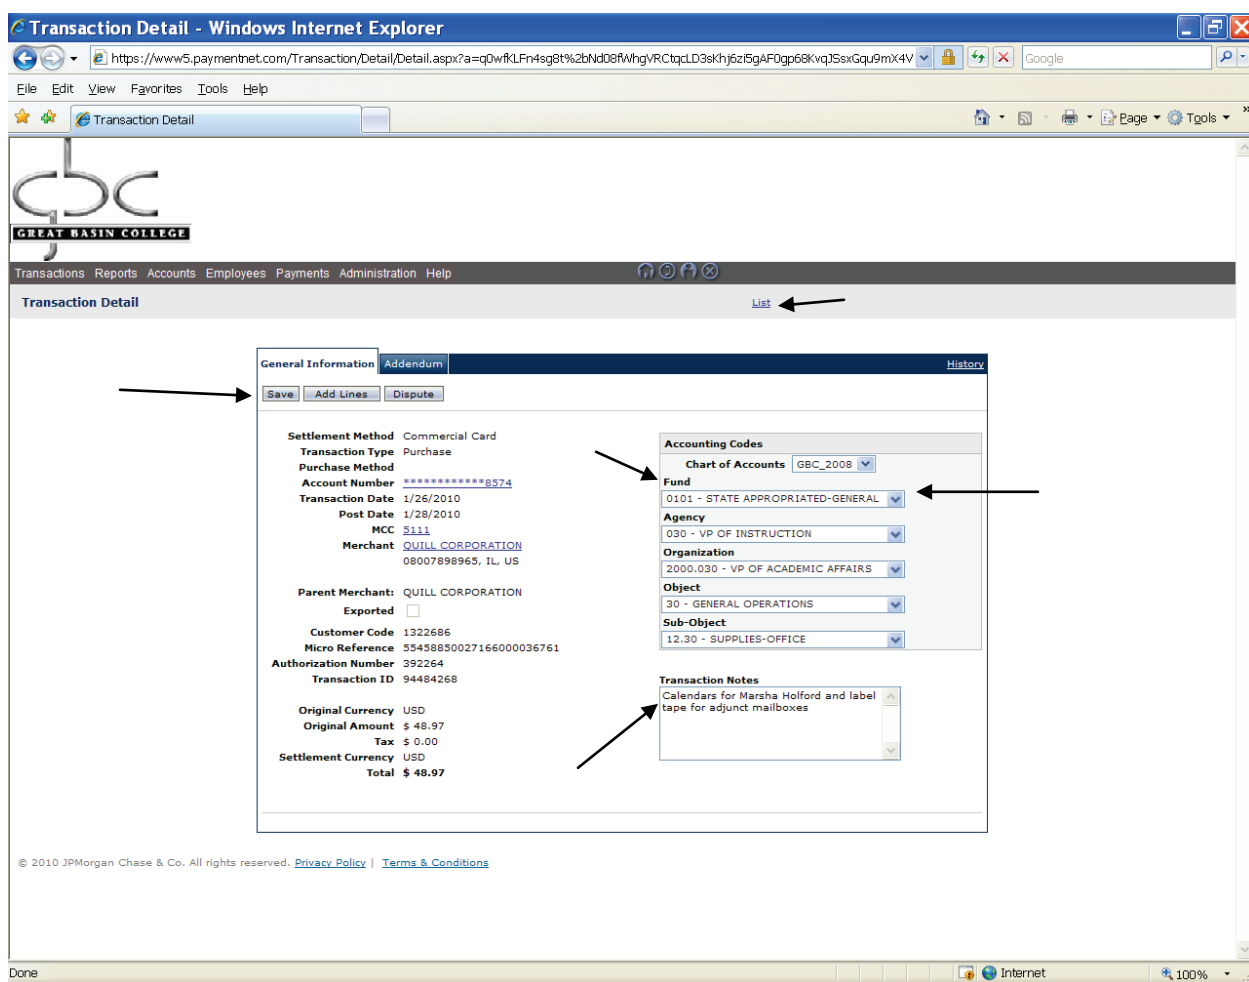 Transaction Detail - Windows Internet Explorer
https://www5.paymentnet.com/Transaction/Detail/Detail.aspx?a=qOwfKLFn4sg8t%2bNd08fWhgVRCtqcLD3sKhj6zi5gAF0gp68KvqJSsxGqu9mX4V
Google
File Edit View Favorites Tools Help
Transaction Detail
Page Tools
gbc
GREAT BASIN COLLEGE
Transactions Reports Accounts Employees Payments Administration Help
Transaction Detail List
General Information Addendum History
Save Add Lines Dispute
Settlement Method Commercial Card
Transaction Type Purchase
Purchase Method
Account Number ************8574
Transaction Date 1/26/2010
Post Date 1/28/2010
MCC 5111
Merchant QUILL CORPORATION
08007898965, IL, US
Parent Merchant: QUILL CORPORATION
Exported
Customer Code 1322686
Micro Reference 55458850027166000036761
Authorization Number 392264
Transaction ID 94484268
Original Currency USD
Original Amount $ 48.97
Tax $ 0.00
Settlement Currency USD
Total $ 48.97
Accounting Codes
Chart of Accounts GBC_2008
Fund
0101 - STATE APPROPRIATED-GENERAL
Agency
030 - VP OF INSTRUCTION
Organization
2000.030 - VP OF ACADEMIC AFFAIRS
Object
30 - GENERAL OPERATIONS
Sub-Object
12.30 - SUPPLIES-OFFICE
Transaction Notes
Calendars for Marsha Holford and label
tape for adjunct mailboxes
© 2010 JPMorgan Chase & Co. All rights reserved. Privacy Policy | Terms & Conditions
Done Internet 100%